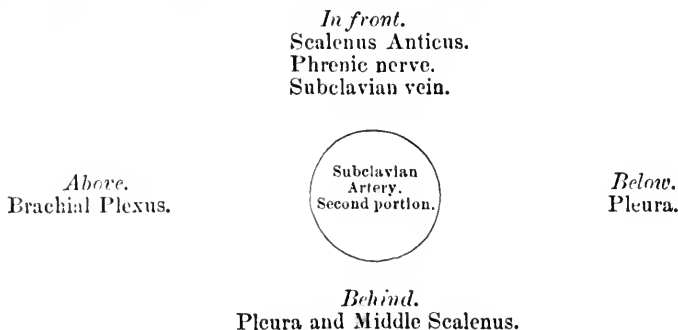 In front.
Scalenus Anticus.
Phrenic nerve.
Subclavian vein.
Above.
Brachial Plexus.
Subclavian
Artery.
Second portion.
Below.
Pleura.
Behind.
Pleura and Middle Scalenus.